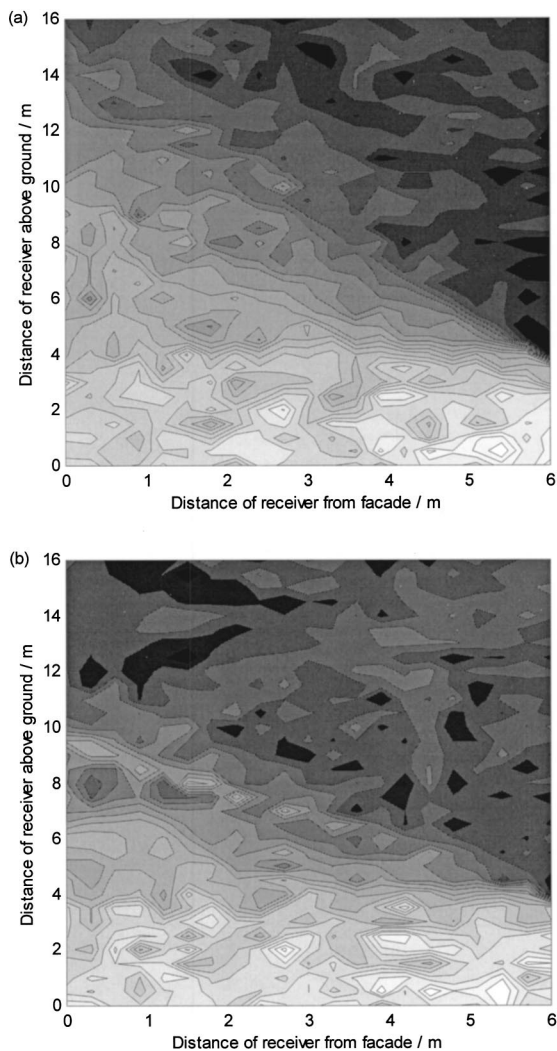 (a)
16
14
12
10
8
6
4
2
0
Distance of receiver above ground / m
0 1 2 3 4 5 6
Distance of receiver from facade / m
(b)
16
14
12
10
8
6
4
2
0
Distance of receiver above ground / m
0 1 2 3 4 5 6
Distance of receiver from facade / m